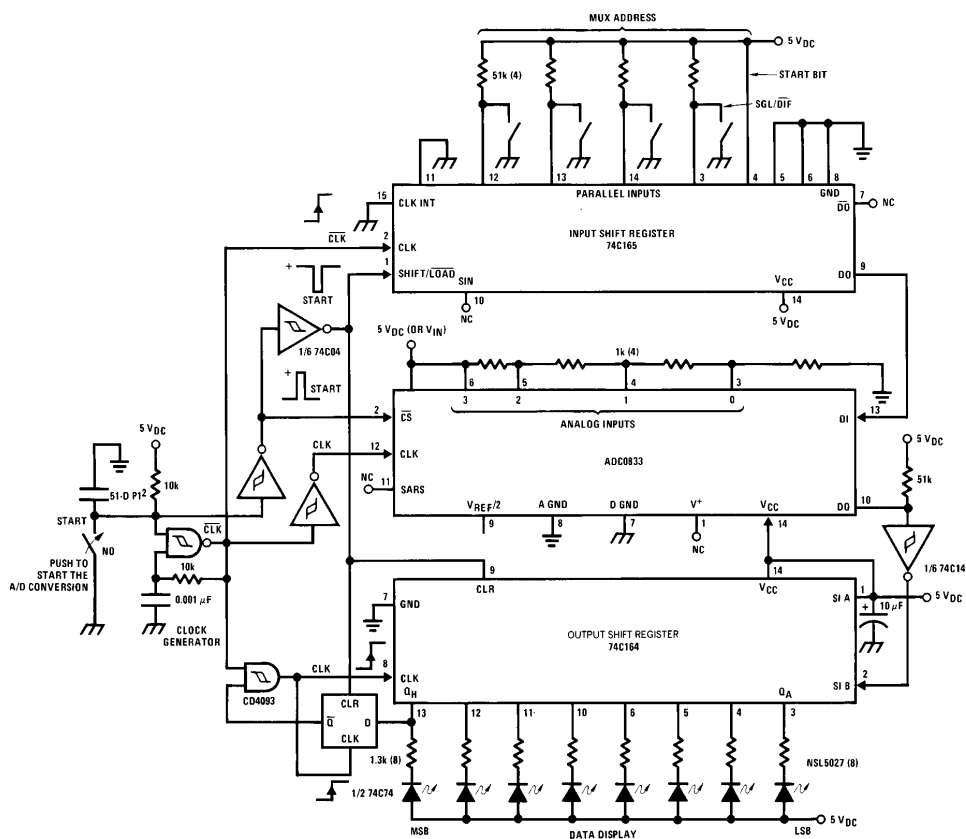 MUX ADDRESS
5 VDC
51k (4)
START BIT
SGL/DIF
11
12
13
14
3
4
5
6
8
PARALLEL INPUTS
GND
15
CLK INT
7
DO
NC
INPUT SHIFT REGISTER
74C165
CLK
2
CLK
1
SHIFT/LOAD
SIN
VCC
DO
9
+
START
10
NC
14
5 VDC
1/6 74C04
5 VDC (OR VIN)
1k (4)
+
START
6
5
4
3
3
2
1
0
ANALOG INPUTS
2
CS
DI
13
CLK
12
CLK
ADC0833
5 VDC
51k
5 VDC
10k
51-D P1²
NC
11
SARS
DO
10
VREF/2
A GND
D GND
V+
VCC
9
8
7
1
14
NC
START
CLK
NO
PUSH TO
START THE
A/D CONVERSION
10k
0.001 µF
CLOCK
GENERATOR
1/6 74C14
9
CLR
14
VCC
7
GND
SI A
1
5 VDC
+
10 µF
OUTPUT SHIFT REGISTER
74C164
CLK
8
CLK
QH
QA
SI B
2
CD4093
CLR
Q
D
CLK
13
12
11
10
6
5
4
3
1.3k (8)
NSL5027 (8)
1/2 74C74
MSB
DATA DISPLAY
LSB
5 VDC